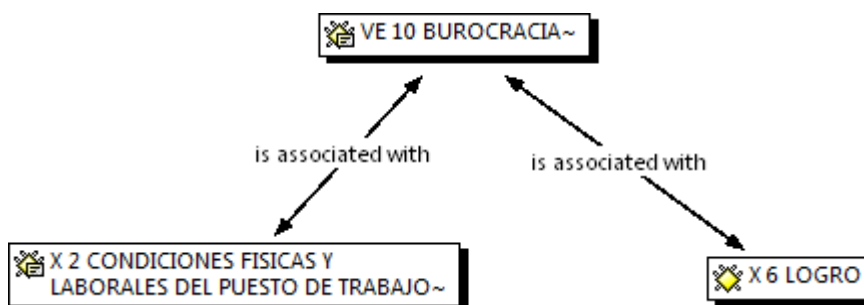 VE 10 BUROCRACIA~
is associated with
is associated with
X 2 CONDICIONES FISICAS Y
LABORALES DEL PUESTO DE TRABAJO~
X 6 LOGRO